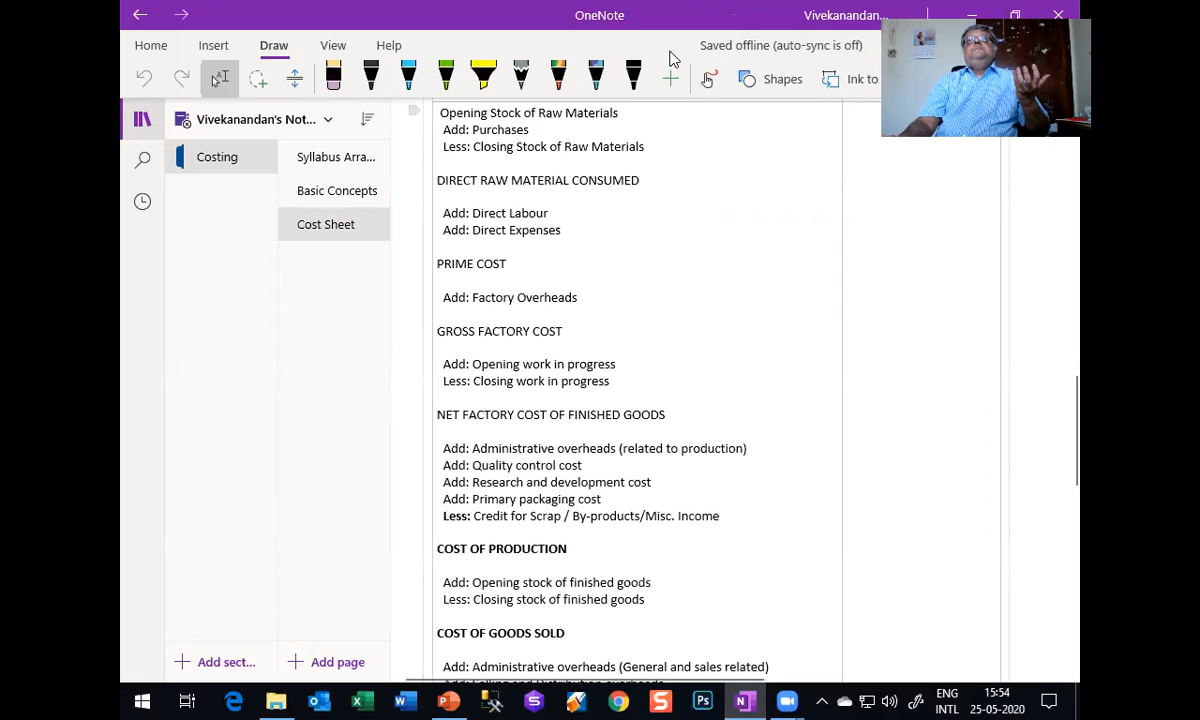 OneNote
Vivekanandan...
Home Insert Draw View Help
Saved offline (auto-sync is off)
Shapes
Ink to
Vivekanandan's Not...
Costing
Syllabus Arra...
Basic Concepts
Cost Sheet
Opening Stock of Raw Materials
Add: Purchases
Less: Closing Stock of Raw Materials
DIRECT RAW MATERIAL CONSUMED
Add: Direct Labour
Add: Direct Expenses
PRIME COST
Add: Factory Overheads
GROSS FACTORY COST
Add: Opening work in progress
Less: Closing work in progress
NET FACTORY COST OF FINISHED GOODS
Add: Administrative overheads (related to production)
Add: Quality control cost
Add: Research and development cost
Add: Primary packaging cost
Less: Credit for Scrap / By-products/Misc. Income
COST OF PRODUCTION
Add: Opening stock of finished goods
Less: Closing stock of finished goods
COST OF GOODS SOLD
Add: Administrative overheads (General and sales related)
Add sect...
Add page
ENG
INTL
15:54
25-05-2020